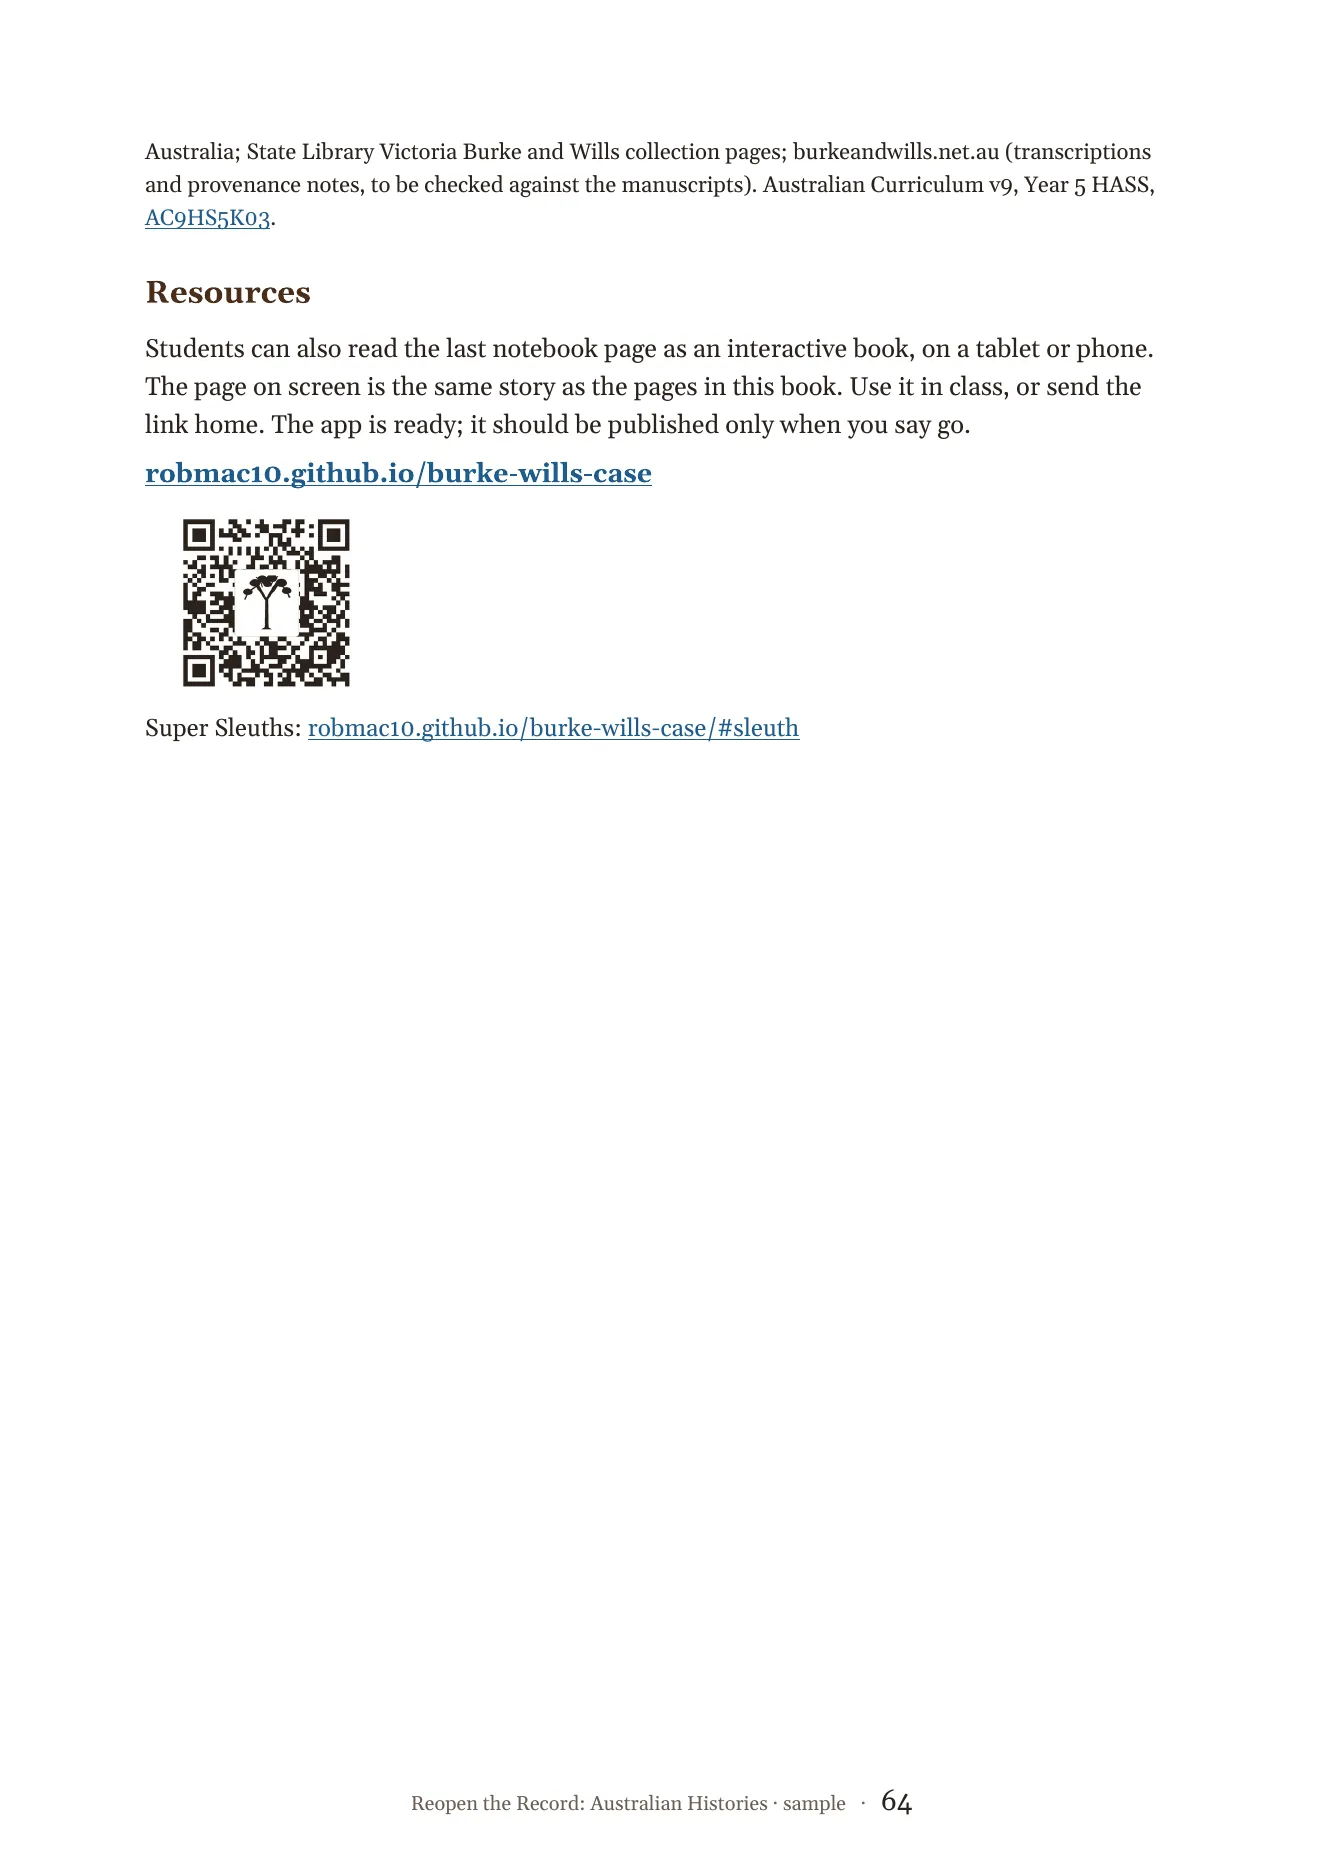 Australia; State Library Victoria Burke and Wills collection pages; burkeandwills.net.au (transcriptions
and provenance notes, to be checked against the manuscripts). Australian Curriculum v9, Year 5 HASS,
AC9HS5K03.
Resources
Students can also read the last notebook page as an interactive book, on a tablet or phone.
The page on screen is the same story as the pages in this book. Use it in class, or send the
link home. The app is ready; it should be published only when you say go.
robmac10.github.io/burke-wills-case
Super Sleuths: robmac10.github.io/burke-wills-case/#sleuth
Reopen the Record: Australian Histories · sample · 64